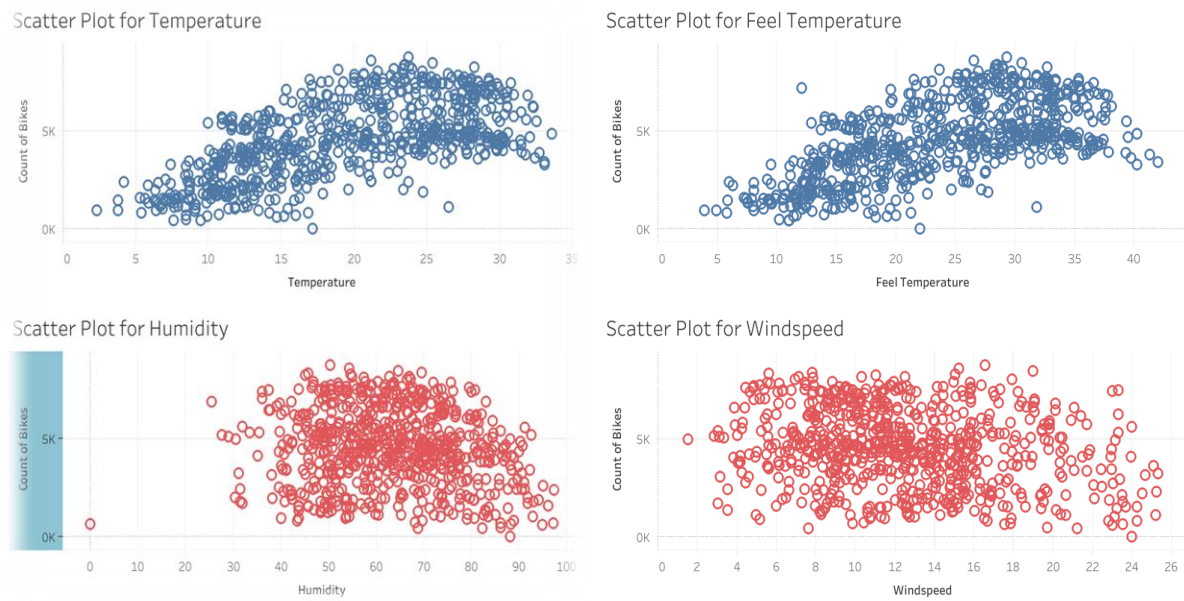 Scatter Plot for Temperature
Count of Bikes
5K
0K
0 5 10 15 20 25 30 35
Temperature
Scatter Plot for Feel Temperature
Count of Bikes
5K
0K
0 5 10 15 20 25 30 35 40
Feel Temperature
Scatter Plot for Humidity
Count of Bikes
5K
0K
0 10 20 30 40 50 60 70 80 90 100
Humidity
Scatter Plot for Windspeed
Count of Bikes
5K
0K
0 2 4 6 8 10 12 14 16 18 20 22 24 26
Windspeed